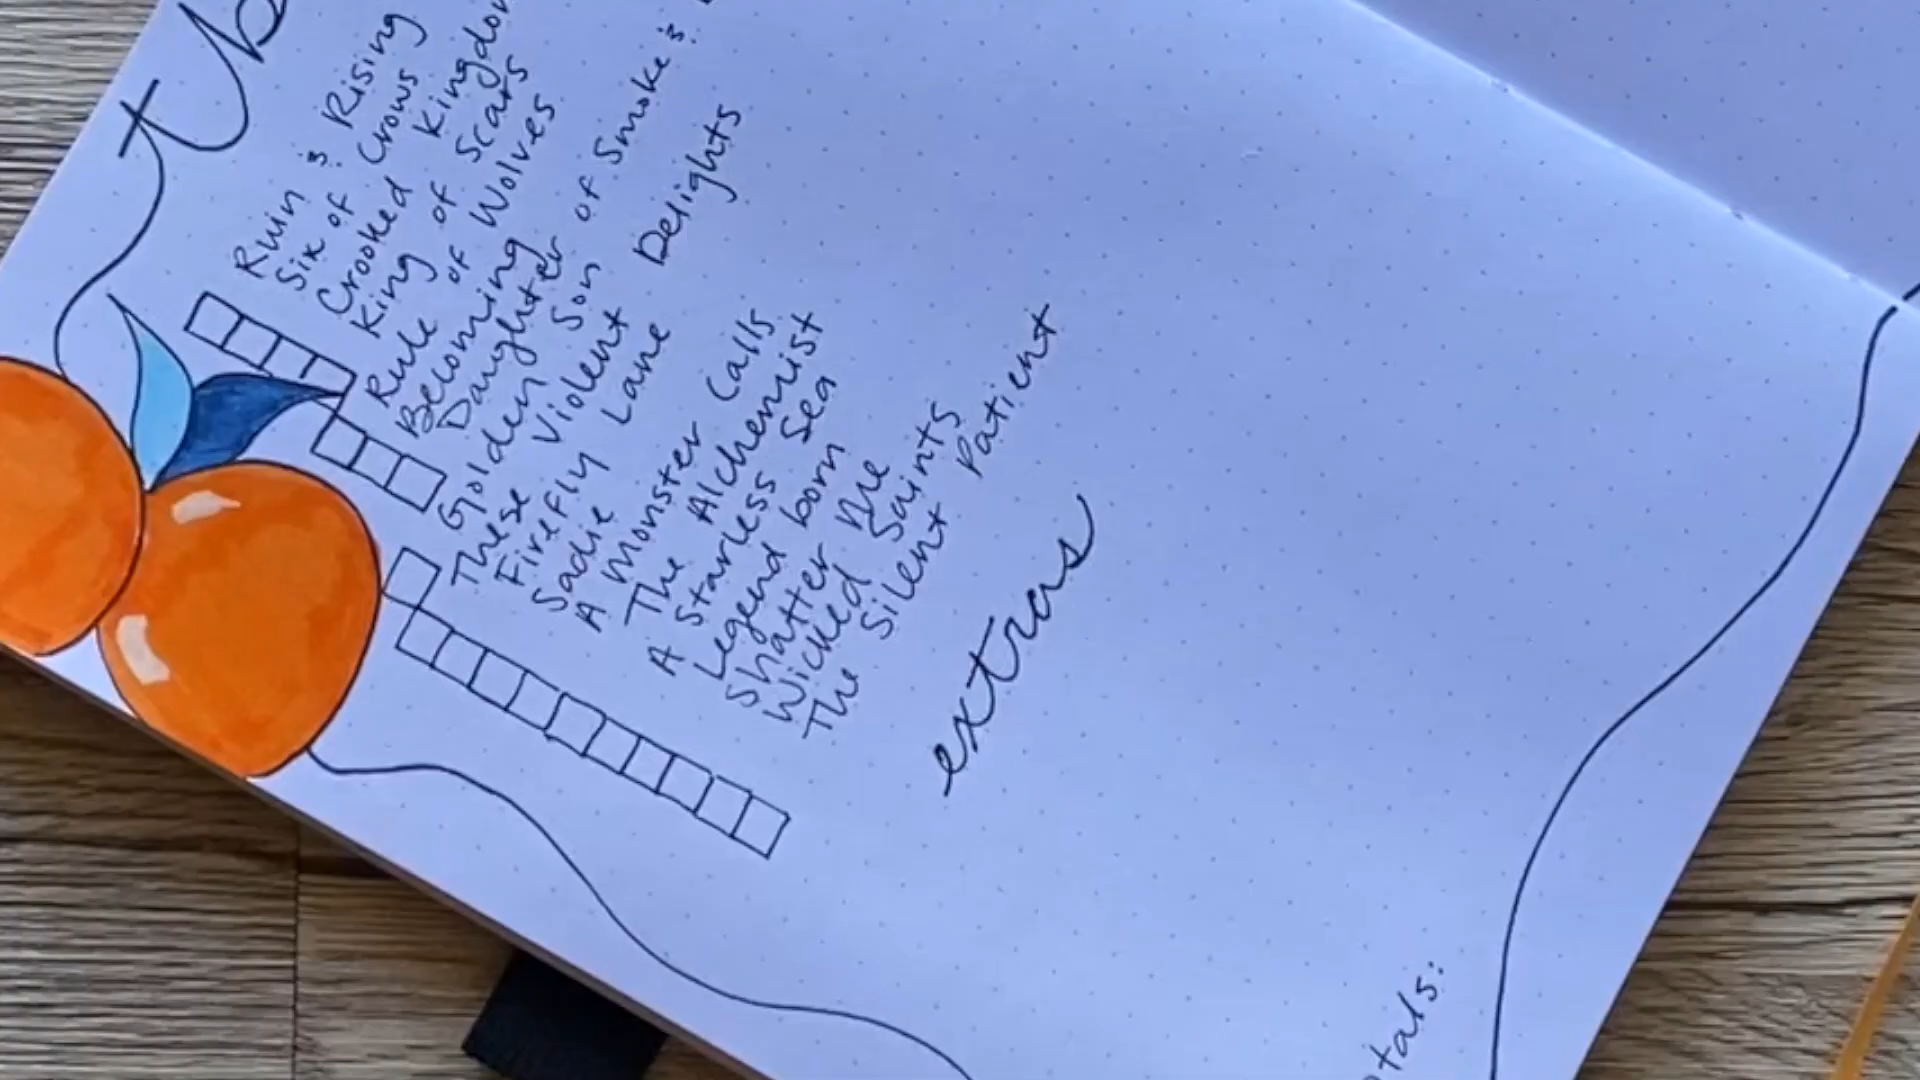 tb
Ruin & Rising
Six of Crows
Crooked Kingdom
King of Scars
Rule of Wolves
Belonging
Daughter of Smoke &
Golden Son
These Violent Delights
Firefly Lane
Sadie
A Monster Calls
The Alchemist
A Starless Sea
Legend born
Shatter Me
Wicked Saints
The Silent Patient
extras
tals: